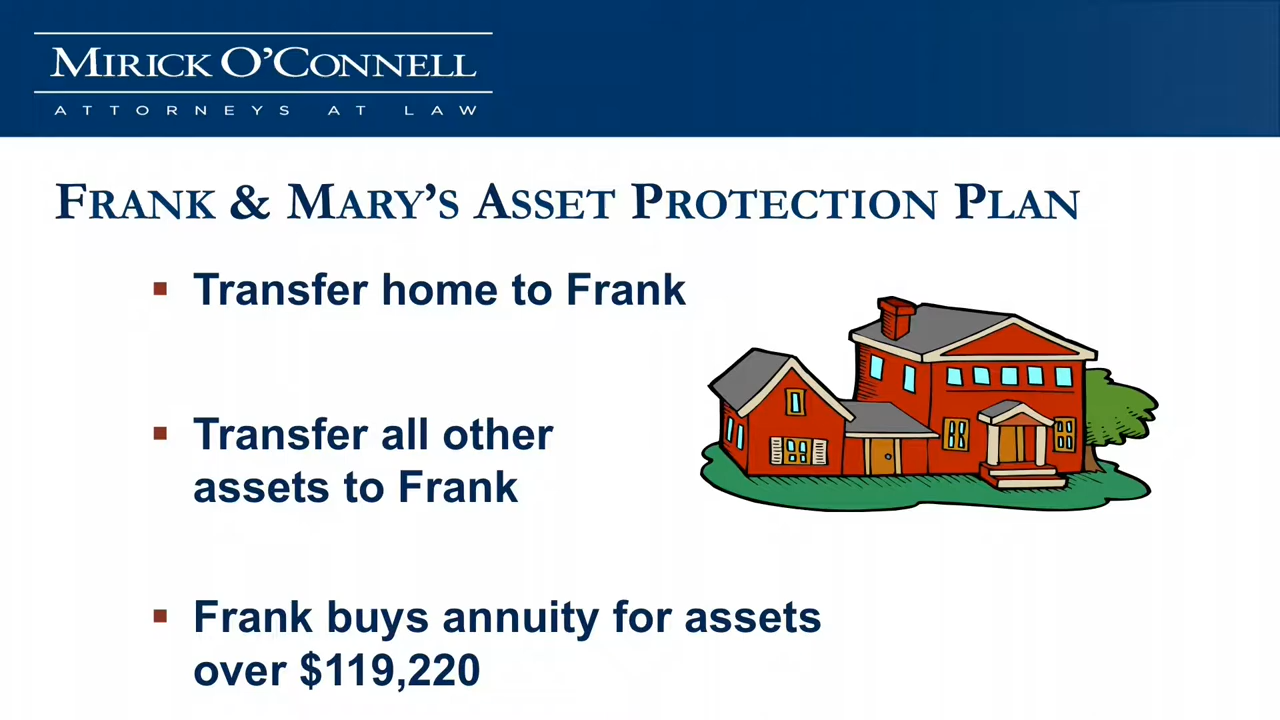 MIRICK O'CONNELL
ATTORNEYS AT LAW
FRANK & MARY'S ASSET PROTECTION PLAN
▪ Transfer home to Frank
▪ Transfer all other
assets to Frank
▪ Frank buys annuity for assets
over $119,220